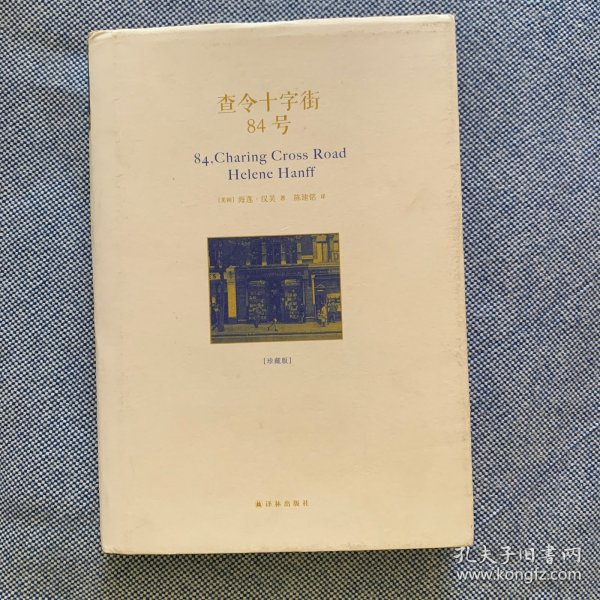 查令十字街
84号
84, Charing Cross Road
Helene Hanff
[美国] 海莲·汉芙 著 陈建铭 译
[珍藏版]
译林出版社
孔夫子旧书网
www.kongfz.com